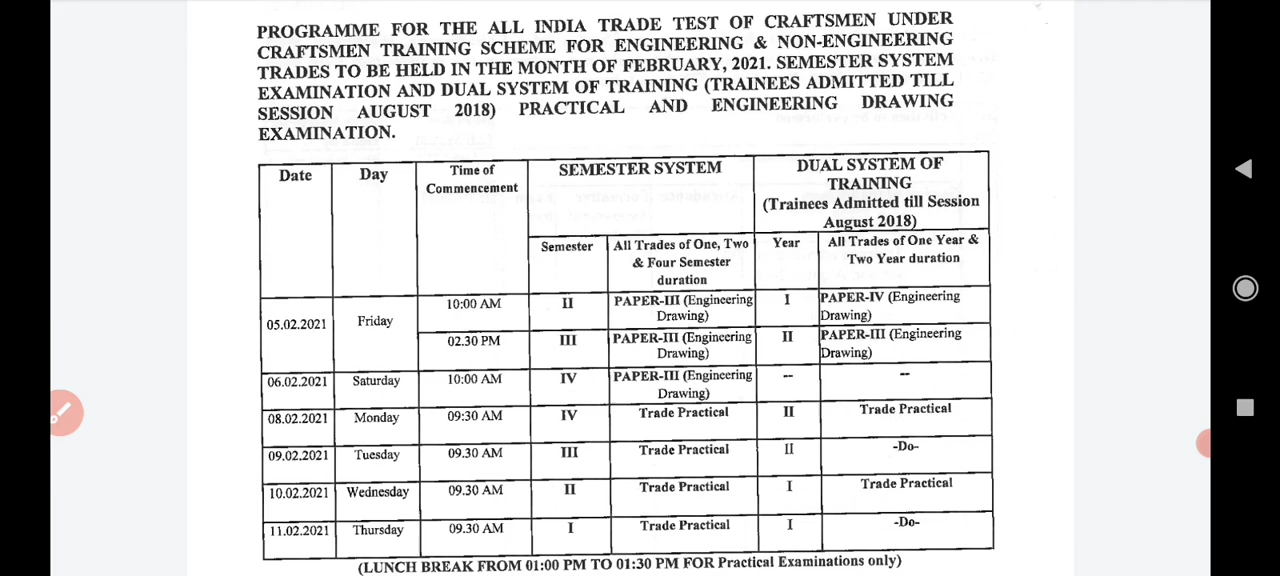 PROGRAMME FOR THE ALL INDIA TRADE TEST OF CRAFTSMEN UNDER
CRAFTSMEN TRAINING SCHEME FOR ENGINEERING & NON-ENGINEERING
TRADES TO BE HELD IN THE MONTH OF FEBRUARY, 2021. SEMESTER SYSTEM
EXAMINATION AND DUAL SYSTEM OF TRAINING (TRAINEES ADMITTED TILL
SESSION AUGUST 2018) PRACTICAL AND ENGINEERING DRAWING
EXAMINATION.
Date Day Time of Commencement SEMESTER SYSTEM DUAL SYSTEM OF
TRAINING
(Trainees Admitted till Session
August 2018)
Semester All Trades of One, Two Year All Trades of One Year &
& Four Semester Two Year duration
duration
05.02.2021 Friday 10:00 AM II PAPER-III (Engineering Drawing) I PAPER-IV (Engineering Drawing)
02.30 PM III PAPER-III (Engineering Drawing) II PAPER-III (Engineering Drawing)
06.02.2021 Saturday 10:00 AM IV PAPER-III (Engineering Drawing) -- --
08.02.2021 Monday 09:30 AM IV Trade Practical II Trade Practical
09.02.2021 Tuesday 09.30 AM III Trade Practical II -Do-
10.02.2021 Wednesday 09.30 AM II Trade Practical I Trade Practical
11.02.2021 Thursday 09.30 AM I Trade Practical I -Do-
(LUNCH BREAK FROM 01:00 PM TO 01:30 PM FOR Practical Examinations only)